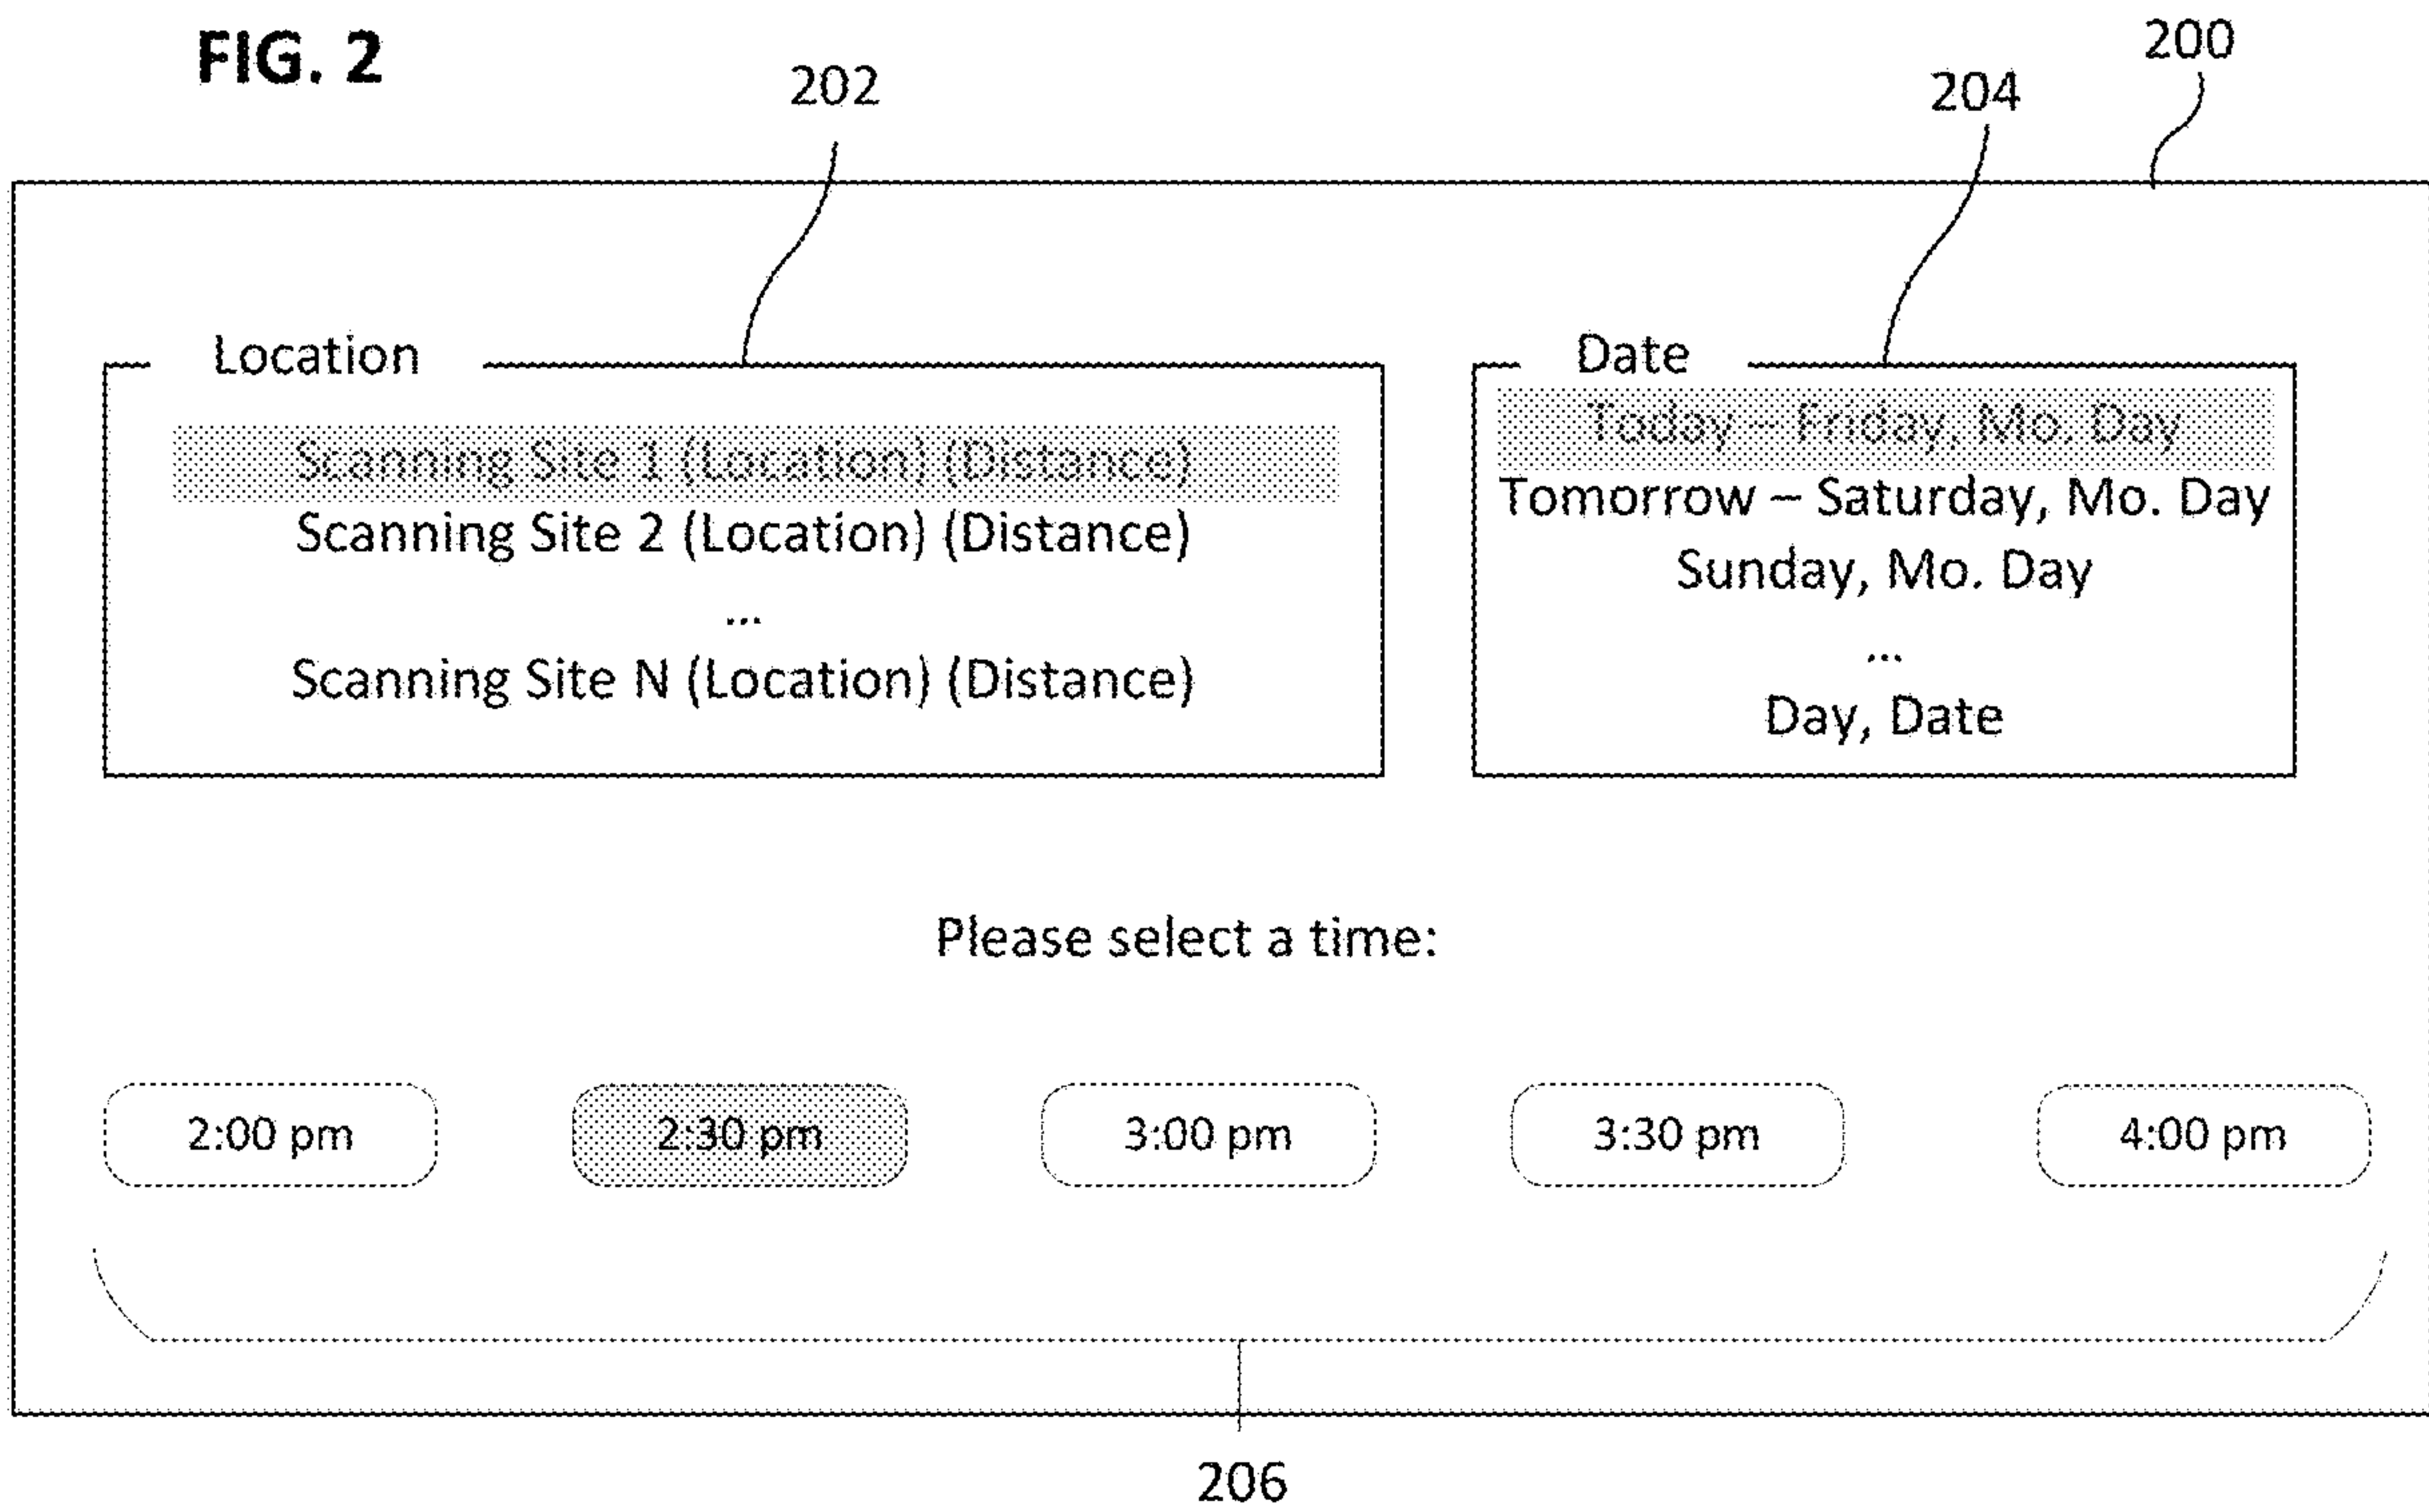 FIG. 2
200
202
204
Location
Scanning Site 1 (Location) (Distance)
Scanning Site 2 (Location) (Distance)
...
Scanning Site N (Location) (Distance)
Date
Today – Friday, Mo. Day
Tomorrow – Saturday, Mo. Day
Sunday, Mo. Day
...
Day, Date
Please select a time:
2:00 pm
2:30 pm
3:00 pm
3:30 pm
4:00 pm
206